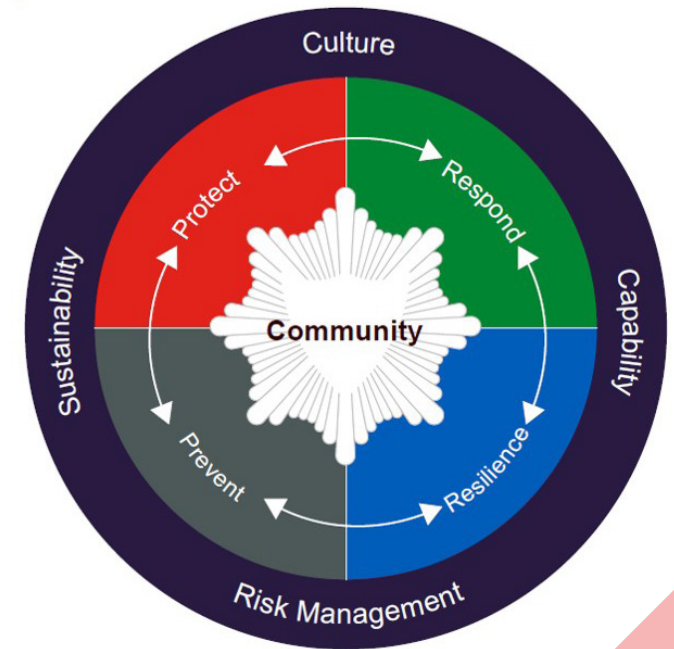 Culture
Protect
Respond
Sustainability
Community
Capability
Prevent
Resilience
Risk Management